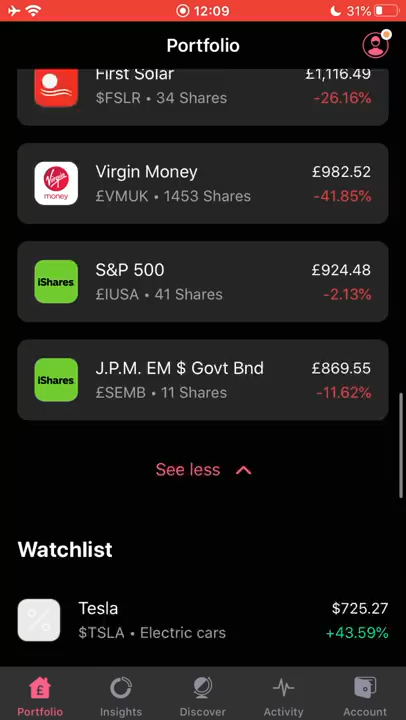 12:09
31%
Portfolio
First Solar
£1,116.49
$FSLR • 34 Shares
-26.16%
Virgin
money
Virgin Money
£982.52
£VMUK • 1453 Shares
-41.85%
iShares
S&P 500
£924.48
£IUSA • 41 Shares
-2.13%
iShares
J.P.M. EM $ Govt Bnd
£869.55
£SEMB • 11 Shares
-11.62%
See less
Watchlist
Tesla
$725.27
$TSLA • Electric cars
+43.59%
£
Portfolio
Insights
Discover
Activity
Account